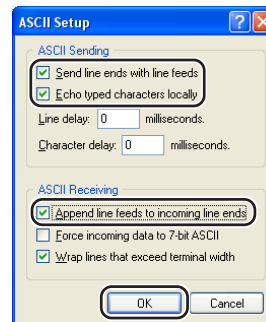 ASCII Setup
ASCII Sending
Send line ends with line feeds
Echo typed characters locally
Line delay: 0 milliseconds.
Character delay: 0 milliseconds.
ASCII Receiving
Append line feeds to incoming line ends
Force incoming data to 7-bit ASCII
Wrap lines that exceed terminal width
OK Cancel